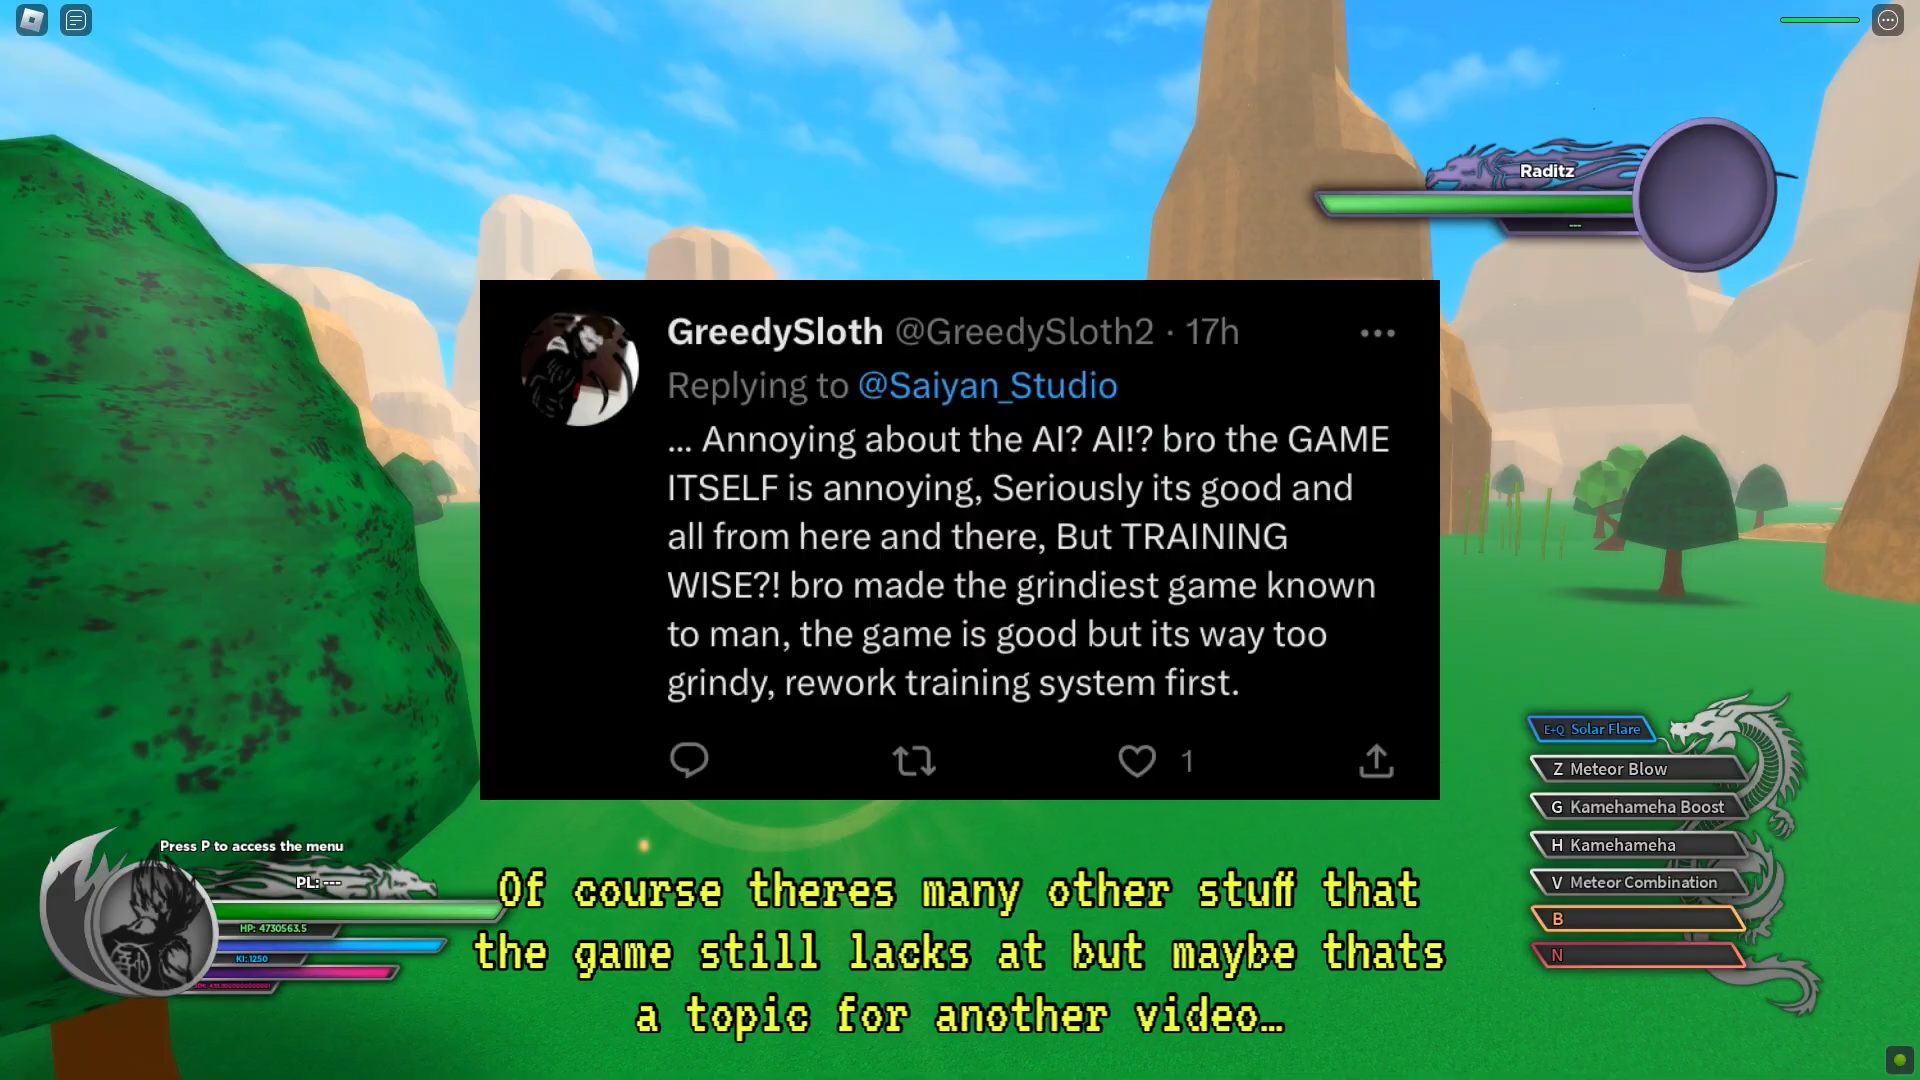 Raditz
---
GreedySloth @GreedySloth2 · 17h
Replying to @Saiyan_Studio
... Annoying about the AI? AI!? bro the GAME
ITSELF is annoying, Seriously its good and
all from here and there, But TRAINING
WISE?! bro made the grindiest game known
to man, the game is good but its way too
grindy, rework training system first.
1
E+Q Solar Flare
Z Meteor Blow
G Kamehameha Boost
H Kamehameha
V Meteor Combination
B
N
Press P to access the menu
PL: ---
HP: 4730563.5
KI: 1250
Of course theres many other stuff that
the game still lacks at but maybe thats
a topic for another video…